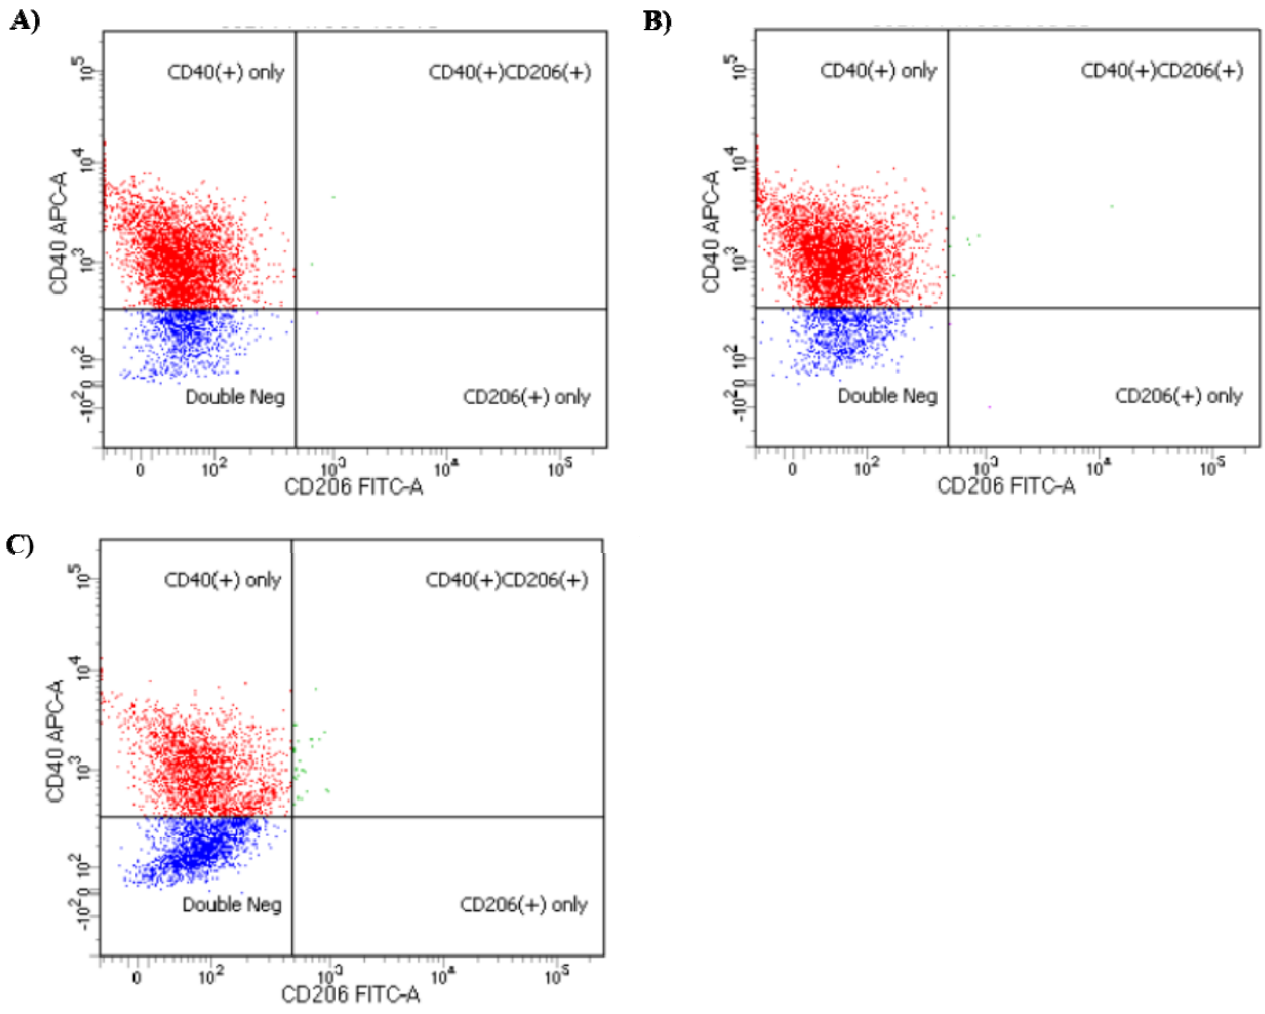 A)
CD40(+) only
CD40(+)CD206(+)
Double Neg
CD206(+) only
CD40 APC-A
10^5
10^4
10^3
10^2
0
-10^2
0
10^2
10^3
10^4
10^5
CD206 FITC-A
B)
CD40(+) only
CD40(+)CD206(+)
Double Neg
CD206(+) only
CD40 APC-A
10^5
10^4
10^3
10^2
0
-10^2
0
10^2
10^3
10^4
10^5
CD206 FITC-A
C)
CD40(+) only
CD40(+)CD206(+)
Double Neg
CD206(+) only
CD40 APC-A
10^5
10^4
10^3
10^2
0
-10^2
0
10^2
10^3
10^4
10^5
CD206 FITC-A